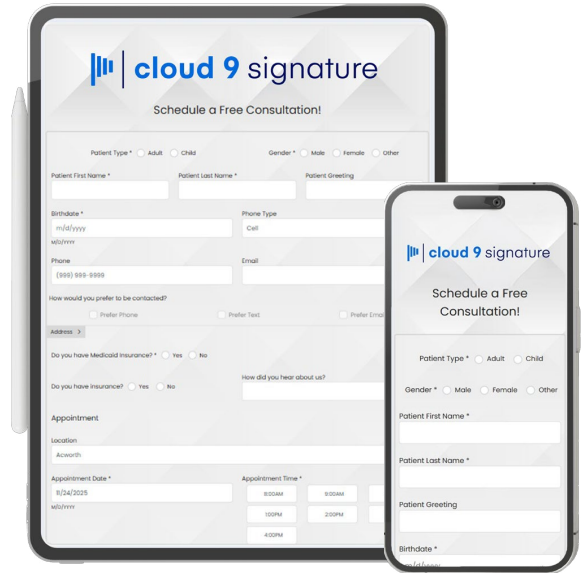 cloud 9 signature
Schedule a Free Consultation!
Patient Type * Adult Child Gender * Male Female Other
Patient First Name * Patient Last Name * Patient Greeting
Birthdate * Phone Type
m/d/yyyy Cell
M/D/YYYY
Phone Email
(999) 999-9999
How would you prefer to be contacted?
Prefer Phone Prefer Text Prefer Email
Address >
Do you have Medicaid Insurance? * Yes No
How did you hear about us?
Do you have Insurance? Yes No
Appointment
Location
Acworth
Appointment Date * Appointment Time *
11/24/2025 8:00AM 9:00AM
M/D/YYYY
1:00PM 2:00PM
4:00PM
cloud 9 signature
Schedule a Free
Consultation!
Patient Type * Adult Child
Gender * Male Female Other
Patient First Name *
Patient Last Name *
Patient Greeting
Birthdate *
m/d/yyyy